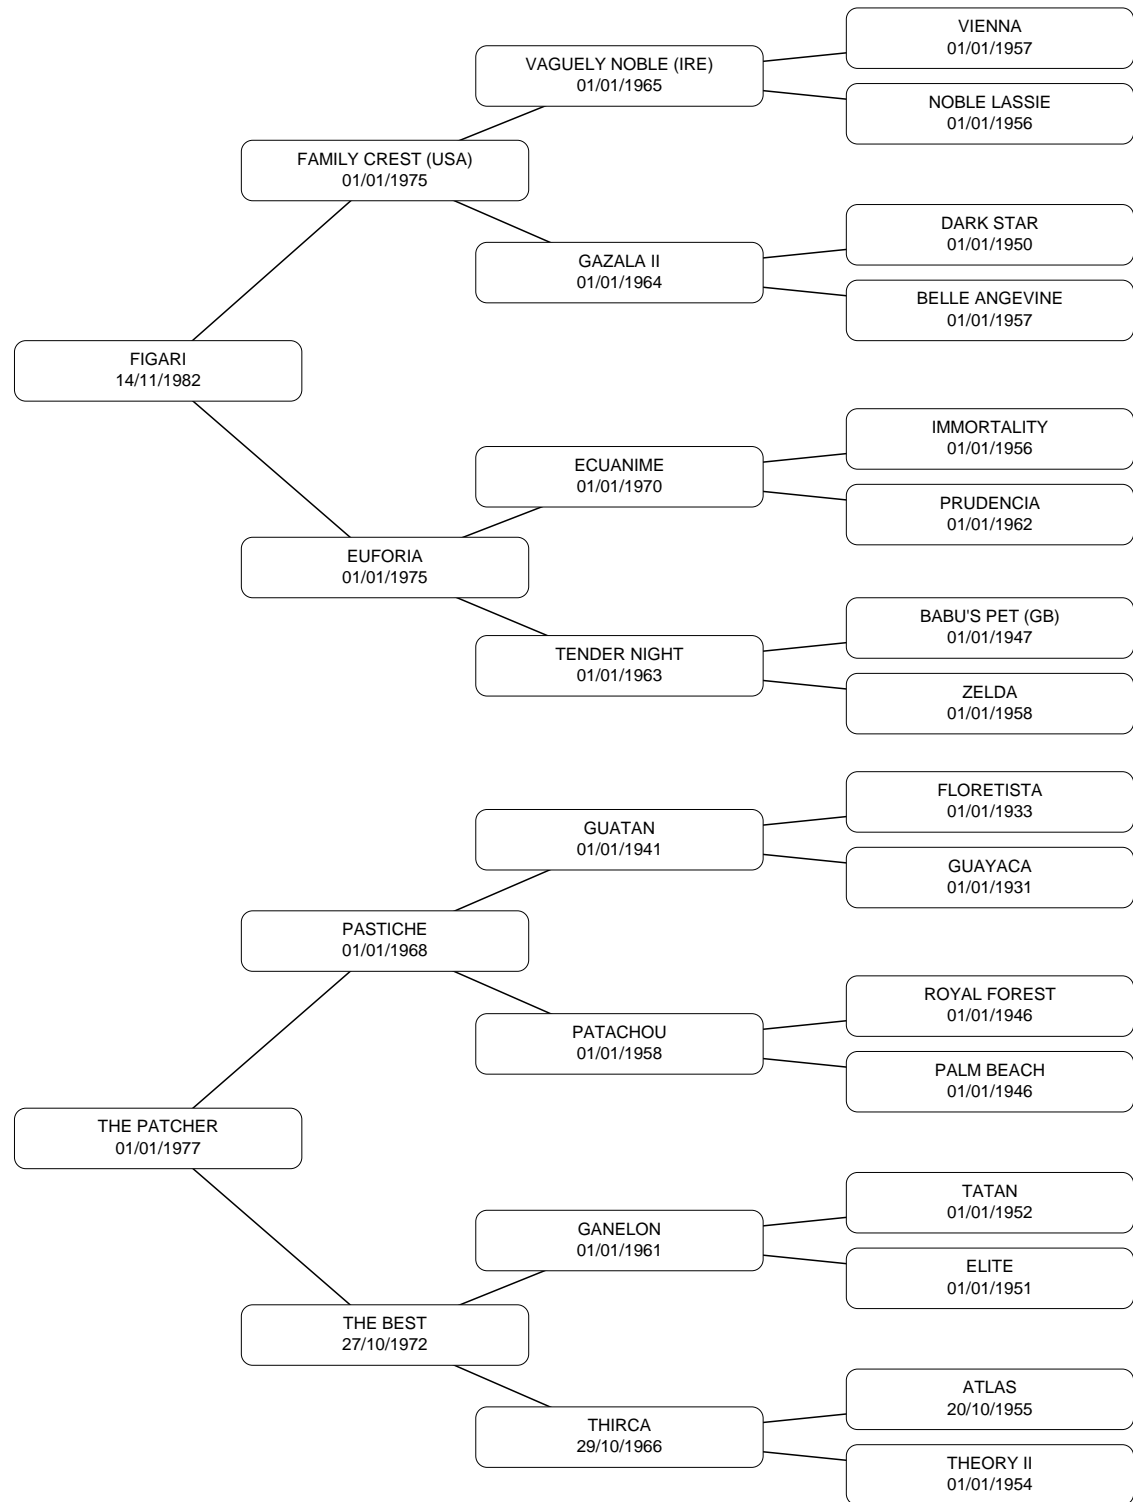 VIENNA
01/01/1957
VAGUELY NOBLE (IRE)
01/01/1965
NOBLE LASSIE
01/01/1956
FAMILY CREST (USA)
01/01/1975
DARK STAR
01/01/1950
GAZALA II
01/01/1964
BELLE ANGEVINE
01/01/1957
FIGARI
14/11/1982
IMMORTALITY
01/01/1956
ECUANIME
01/01/1970
PRUDENCIA
01/01/1962
EUFORIA
01/01/1975
BABU'S PET (GB)
01/01/1947
TENDER NIGHT
01/01/1963
ZELDA
01/01/1958
FLORETISTA
01/01/1933
GUATAN
01/01/1941
GUAYACA
01/01/1931
PASTICHE
01/01/1968
ROYAL FOREST
01/01/1946
PATACHOU
01/01/1958
PALM BEACH
01/01/1946
THE PATCHER
01/01/1977
TATAN
01/01/1952
GANELON
01/01/1961
ELITE
01/01/1951
THE BEST
27/10/1972
ATLAS
20/10/1955
THIRCA
29/10/1966
THEORY II
01/01/1954